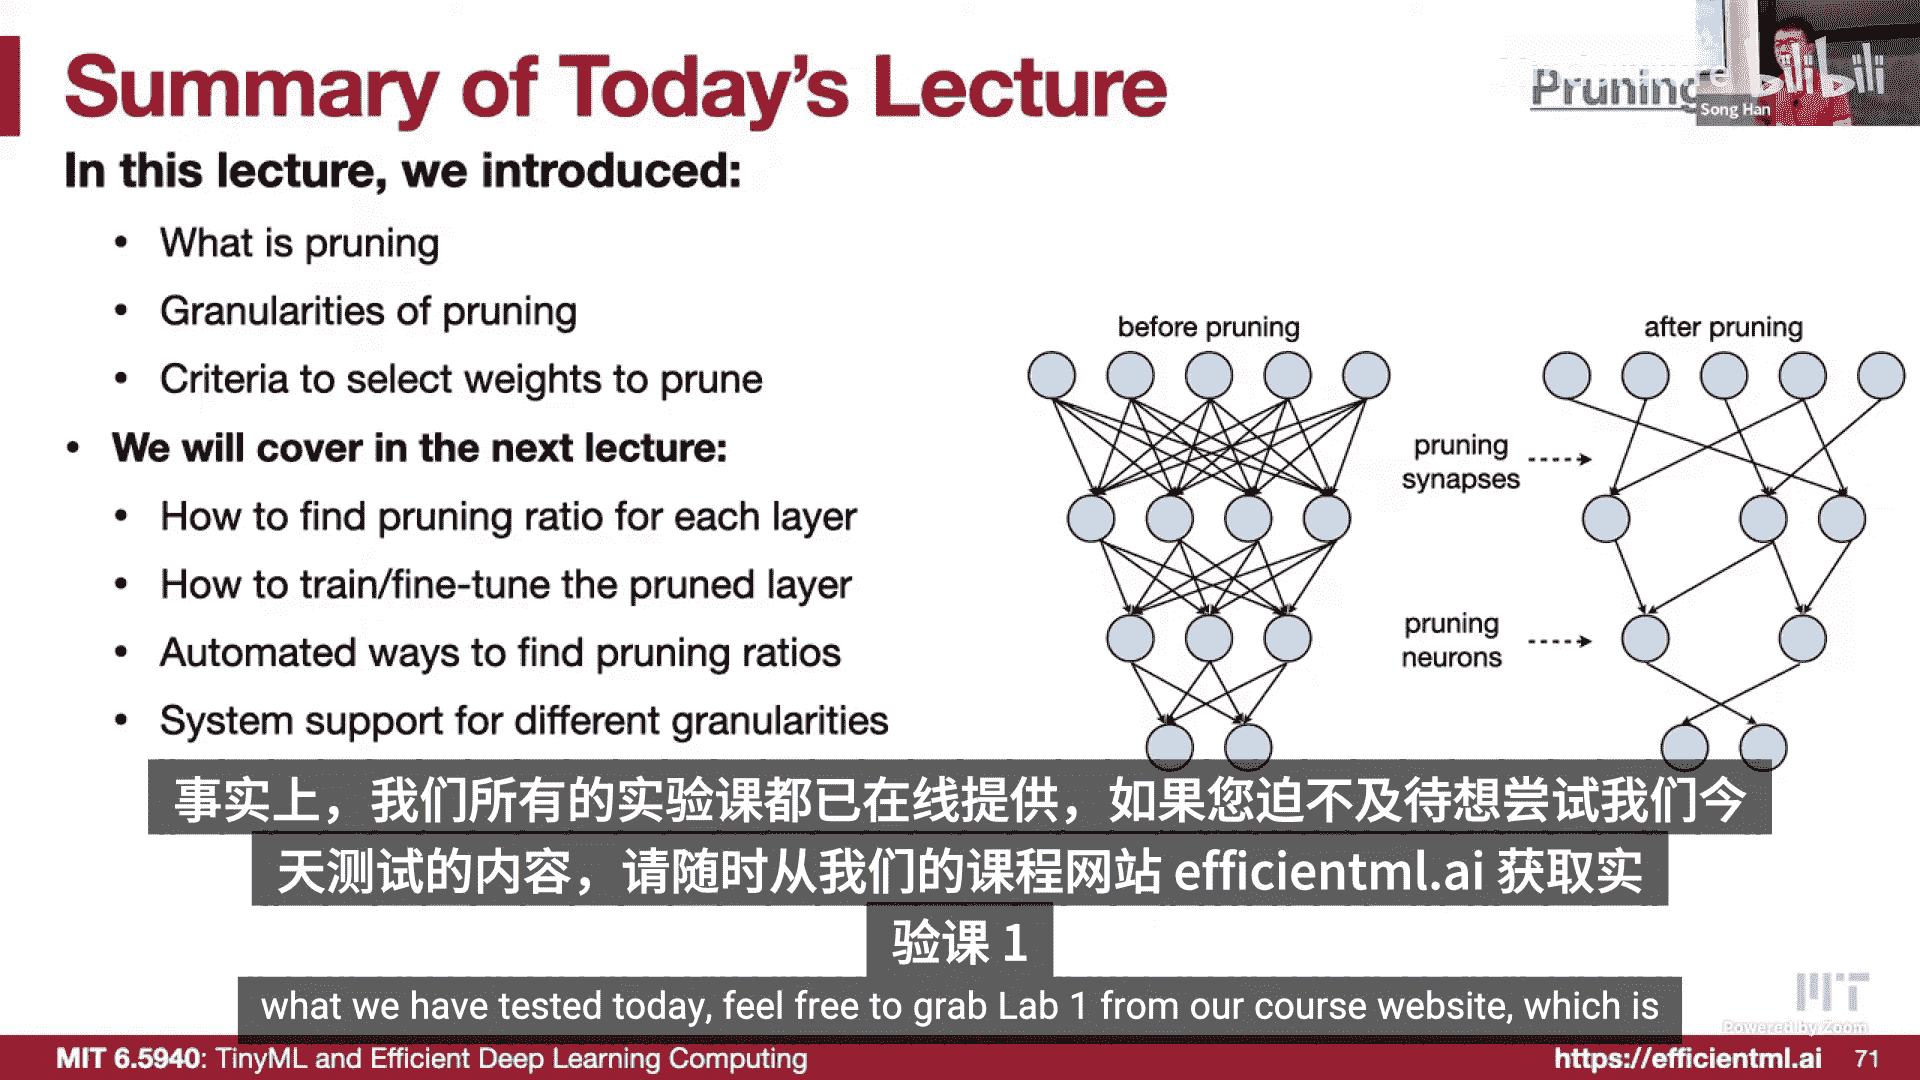 Summary of Today's Lecture
Pruning
bilibili
Song Han
In this lecture, we introduced:
• What is pruning
• Granularities of pruning
• Criteria to select weights to prune
• We will cover in the next lecture:
• How to find pruning ratio for each layer
• How to train/fine-tune the pruned layer
• Automated ways to find pruning ratios
• System support for different granularities
before pruning
after pruning
pruning
synapses
pruning
neurons
事实上，我们所有的实验课都已在线提供，如果您迫不及待想尝试我们今
天测试的内容，请随时从我们的课程网站 efficientml.ai 获取实
验课 1
what we have tested today, feel free to grab Lab 1 from our course website, which is
MIT
Powered by Zoom
MIT 6.5940: TinyML and Efficient Deep Learning Computing
https://efficientml.ai
71